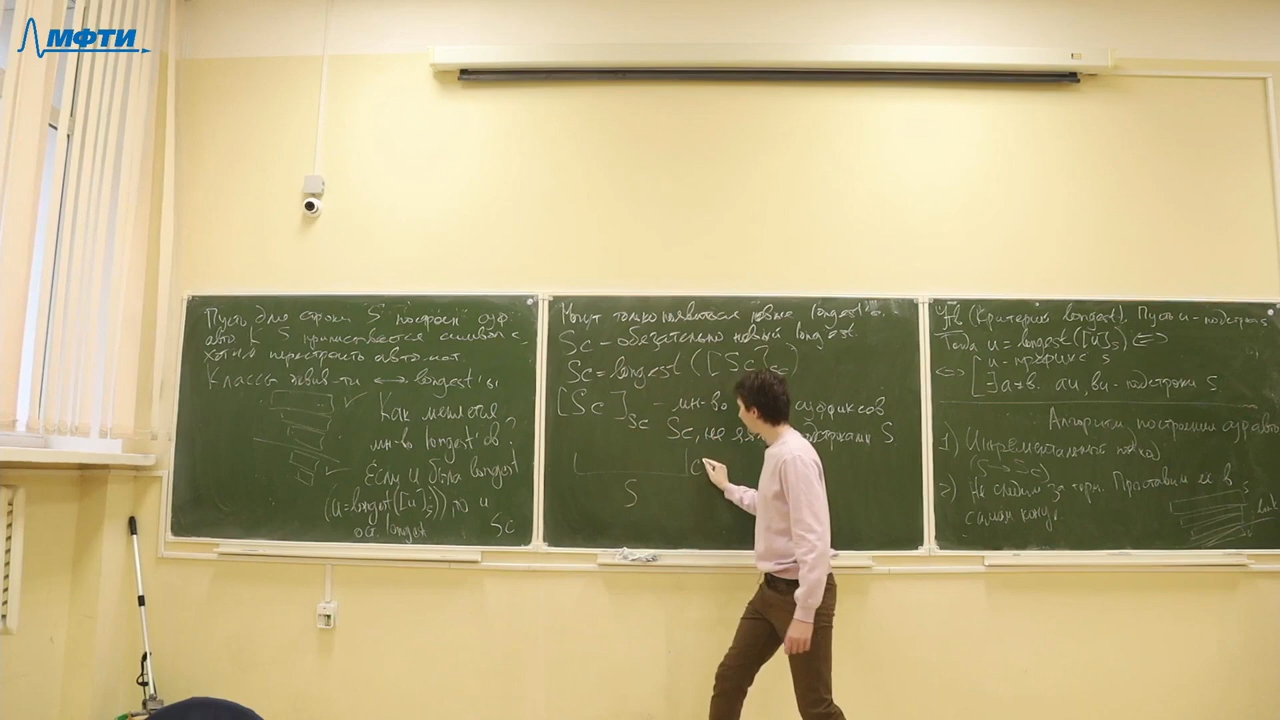 МФТИ
Пусть для строки S построен суф.
авто К S приписывается символ c,
хотим перестроить автомат.
Классы экв-ти ⟷ longest'ы
Как меняется
мн-во longest'ов?
Если u была longest
(u=longest([u]s)), то и
ост. longest Sc
Могут только появиться новые longest'ы.
Sc - обязательно новый longest.
Sc = longest ([Sc]Sc)
[Sc]Sc - мн-во суффиксов
Sc, не подстроками S
c
S
(Критерий longest). Пусть u - подстрока s
Тогда u = longest([u]s) ⟺
⟺ [ u - префикс s
∃a≠b: au, bu - подстроки s.
Алгоритм построения суф. авто
1) Инкрементальность
(S → Sc)
2) Не следим за терм. Проставим их в
самом конце. link